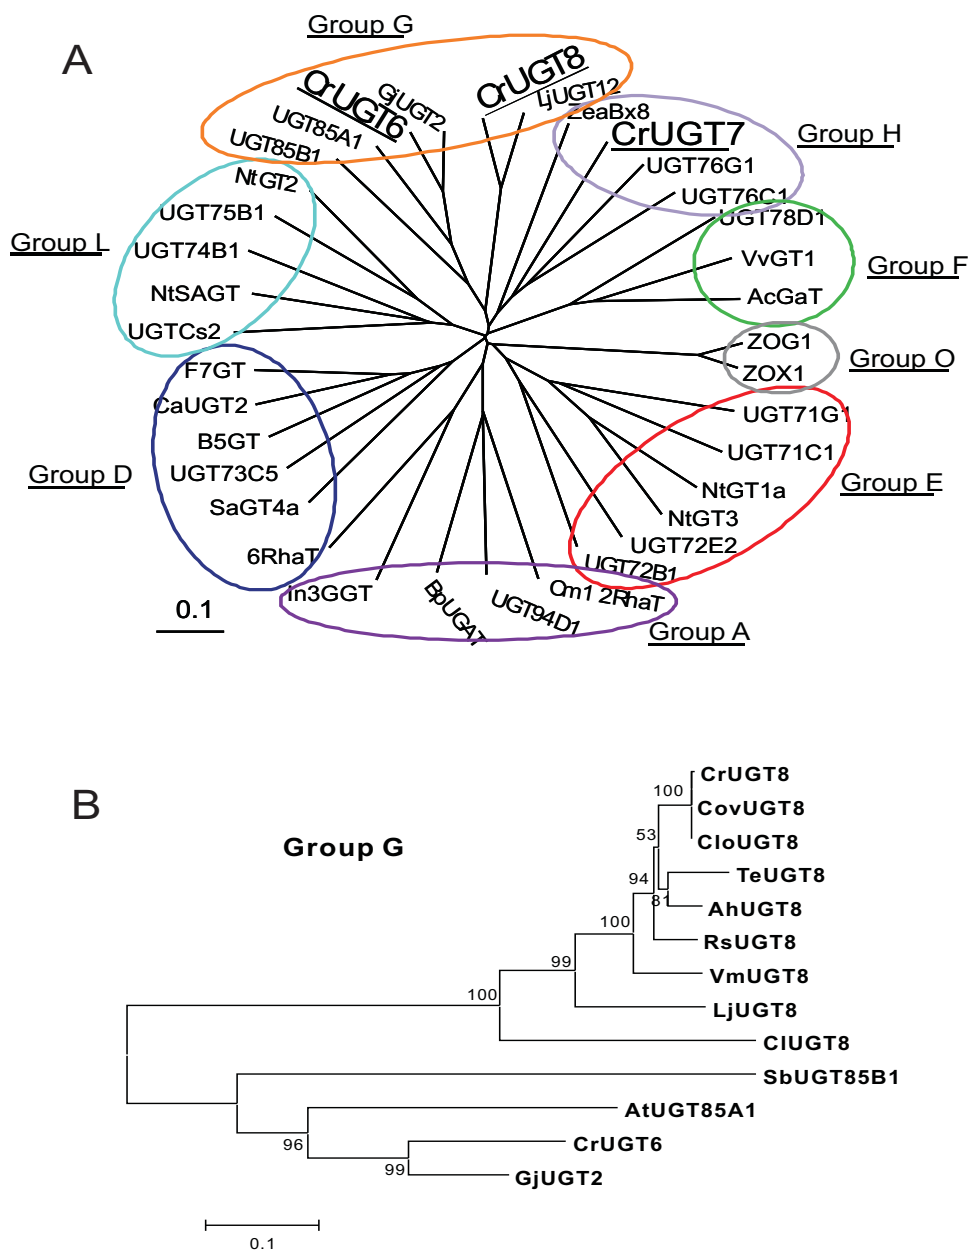 Group G
A
CrUGT6
GjUGT2
CrUGT8
LjUGT12
ZeaBx8
UGT85A1
UGT85B1
CrUGT7
Group H
UGT76G1
UGT76C1
NtGT2
UGT75B1
UGT78D1
Group L
UGT74B1
VvGT1
Group F
NtSAGT
AcGaT
UGTCs2
ZOG1
Group O
F7GT
ZOX1
CaUGT2
UGT71G1
B5GT
UGT71C1
Group D
UGT73C5
NtGT1a
Group E
SaGT4a
NtGT3
6RhaT
UGT72E2
UGT72B1
In3GGT
BpUGAT
UGT94D1
Cm1 2RhaT
0.1
Group A
B
Group G
CrUGT8
100
CovUGT8
53
CloUGT8
TeUGT8
94
81
AhUGT8
100
RsUGT8
99
VmUGT8
100
LjUGT8
ClUGT8
SbUGT85B1
AtUGT85A1
96
CrUGT6
99
GjUGT2
0.1